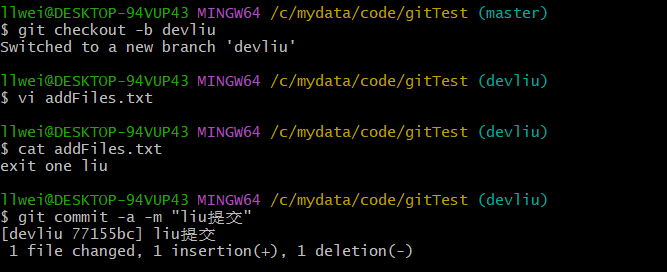 llwei@DESKTOP-94VUP43 MINGW64 /c/mydata/code/gitTest (master)
$ git checkout -b devliu
Switched to a new branch 'devliu'
llwei@DESKTOP-94VUP43 MINGW64 /c/mydata/code/gitTest (devliu)
$ vi addFiles.txt
llwei@DESKTOP-94VUP43 MINGW64 /c/mydata/code/gitTest (devliu)
$ cat addFiles.txt
exit one liu
llwei@DESKTOP-94VUP43 MINGW64 /c/mydata/code/gitTest (devliu)
$ git commit -a -m "liu提交"
[devliu 77155bc] liu提交
 1 file changed, 1 insertion(+), 1 deletion(-)